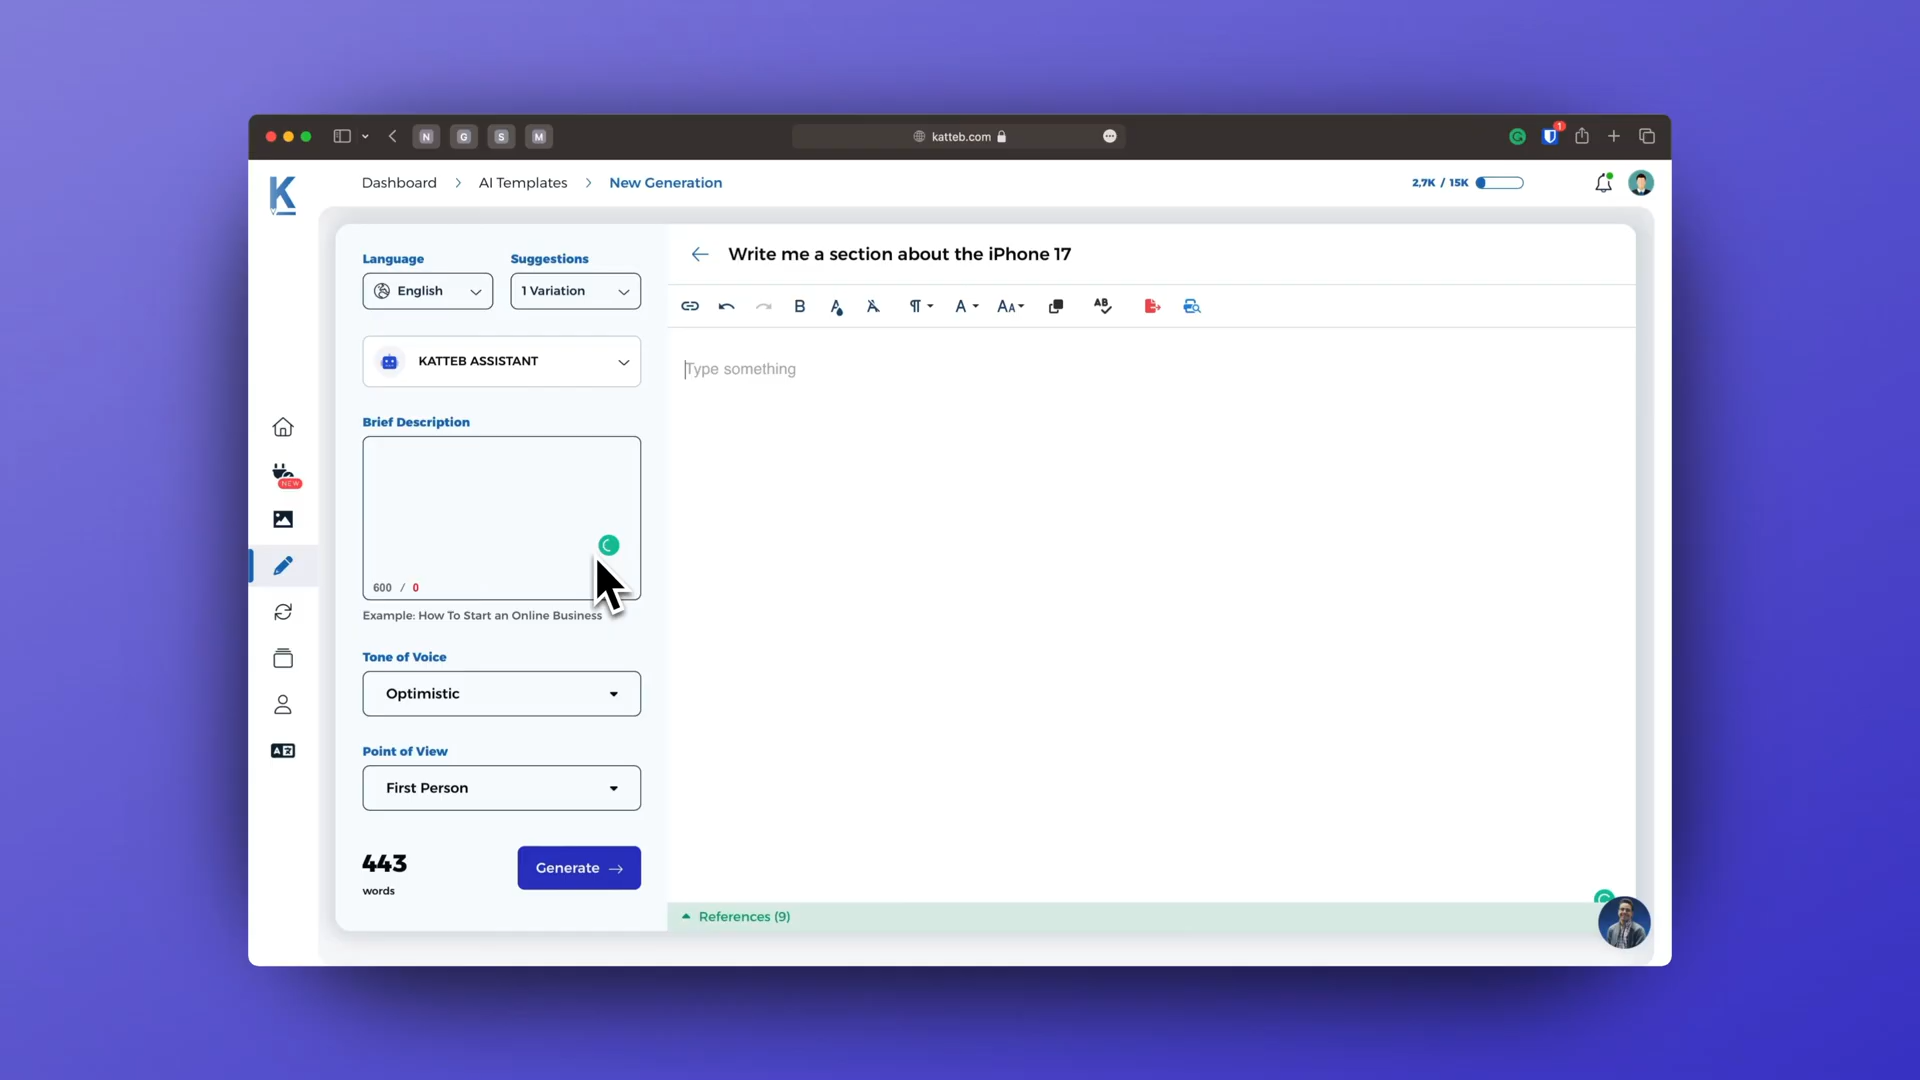 N
G
S
M
katteb.com
1
K
Dashboard > AI Templates > New Generation
2,7K / 15K
Language
Suggestions
English
1 Variation
KATTEB ASSISTANT
Brief Description
600 / 0
Example: How To Start an Online Business
Tone of Voice
Optimistic
Point of View
First Person
443
words
Generate →
NEW
Write me a section about the iPhone 17
Type something
References (9)